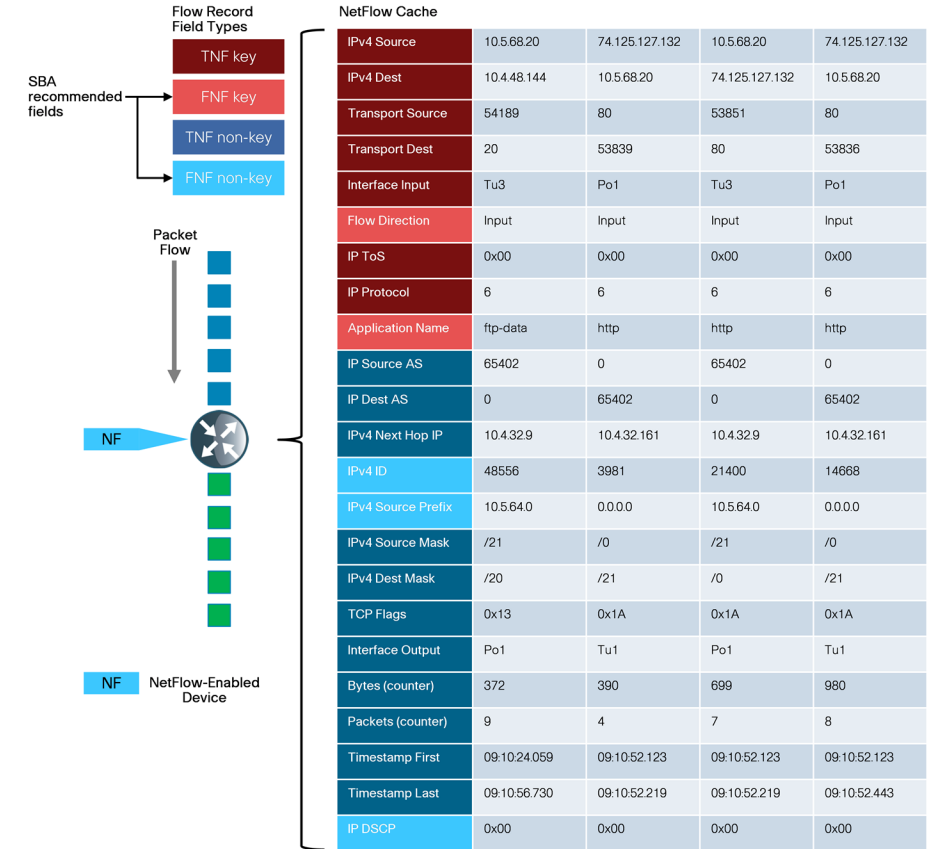 Flow Record
Field Types
TNF key
SBA
recommended
fields
FNF key
TNF non-key
FNF non-key
Packet
Flow
NF
NF
NetFlow-Enabled
Device
NetFlow Cache
IPv4 Source 10.5.68.20 74.125.127.132 10.5.68.20 74.125.127.132
IPv4 Dest 10.4.48.144 10.5.68.20 74.125.127.132 10.5.68.20
Transport Source 54189 80 53851 80
Transport Dest 20 53839 80 53836
Interface Input Tu3 Po1 Tu3 Po1
Flow Direction Input Input Input Input
IP ToS 0x00 0x00 0x00 0x00
IP Protocol 6 6 6 6
Application Name ftp-data http http http
IP Source AS 65402 0 65402 0
IP Dest AS 0 65402 0 65402
IPv4 Next Hop IP 10.4.32.9 10.4.32.161 10.4.32.9 10.4.32.161
IPv4 ID 48556 3981 21400 14668
IPv4 Source Prefix 10.5.64.0 0.0.0.0 10.5.64.0 0.0.0.0
IPv4 Source Mask /21 /0 /21 /0
IPv4 Dest Mask /20 /21 /0 /21
TCP Flags 0x13 0x1A 0x1A 0x1A
Interface Output Po1 Tu1 Po1 Tu1
Bytes (counter) 372 390 699 980
Packets (counter) 9 4 7 8
Timestamp First 09:10:24.059 09:10:52.123 09:10:52.123 09:10:52.123
Timestamp Last 09:10:56.730 09:10:52.219 09:10:52.219 09:10:52.443
IP DSCP 0x00 0x00 0x00 0x00